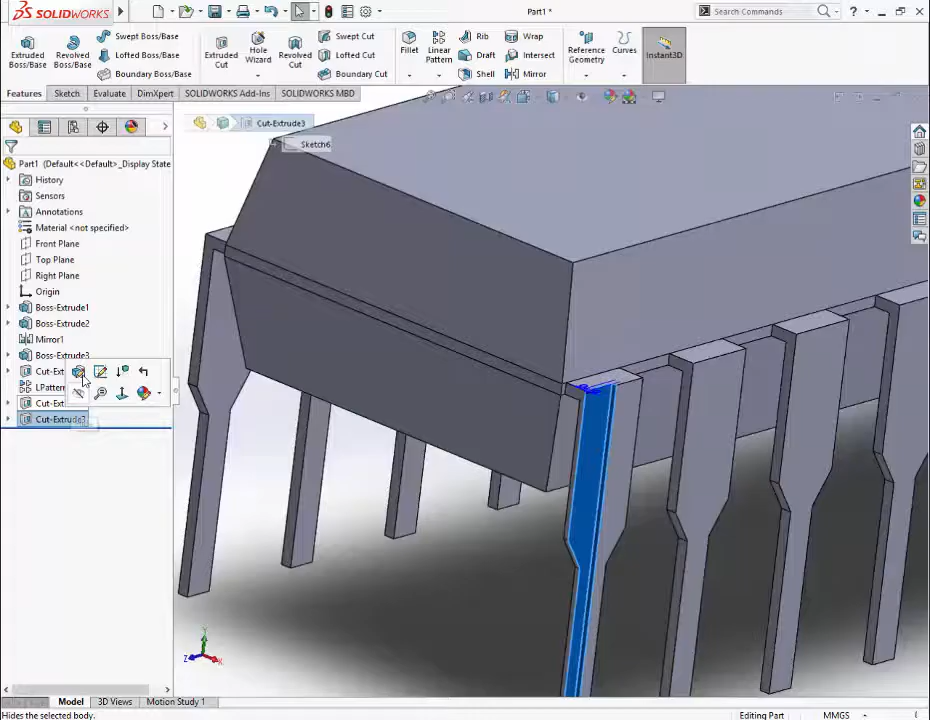 SOLIDWORKS
Part1 *
Search Commands
?
Extruded Boss/Base
Revolved Boss/Base
Swept Boss/Base
Lofted Boss/Base
Boundary Boss/Base
Extruded Cut
Hole Wizard
Revolved Cut
Swept Cut
Lofted Cut
Boundary Cut
Fillet
Linear Pattern
Rib
Draft
Shell
Wrap
Intersect
Mirror
Reference Geometry
Curves
Instant3D
Features
Sketch
Evaluate
DimXpert
SOLIDWORKS Add-Ins
SOLIDWORKS MBD
Cut-Extrude3
Sketch6
Part1 (Default<<Default>_Display State
History
Sensors
Annotations
Material <not specified>
Front Plane
Top Plane
Right Plane
Origin
Boss-Extrude1
Boss-Extrude2
Mirror1
Boss-Extrude3
Cut-Ext
LPattern
Cut-Ext
Cut-Extrude3
Y
X
Z
Model
3D Views
Motion Study 1
Hides the selected body.
Editing Part
MMGS